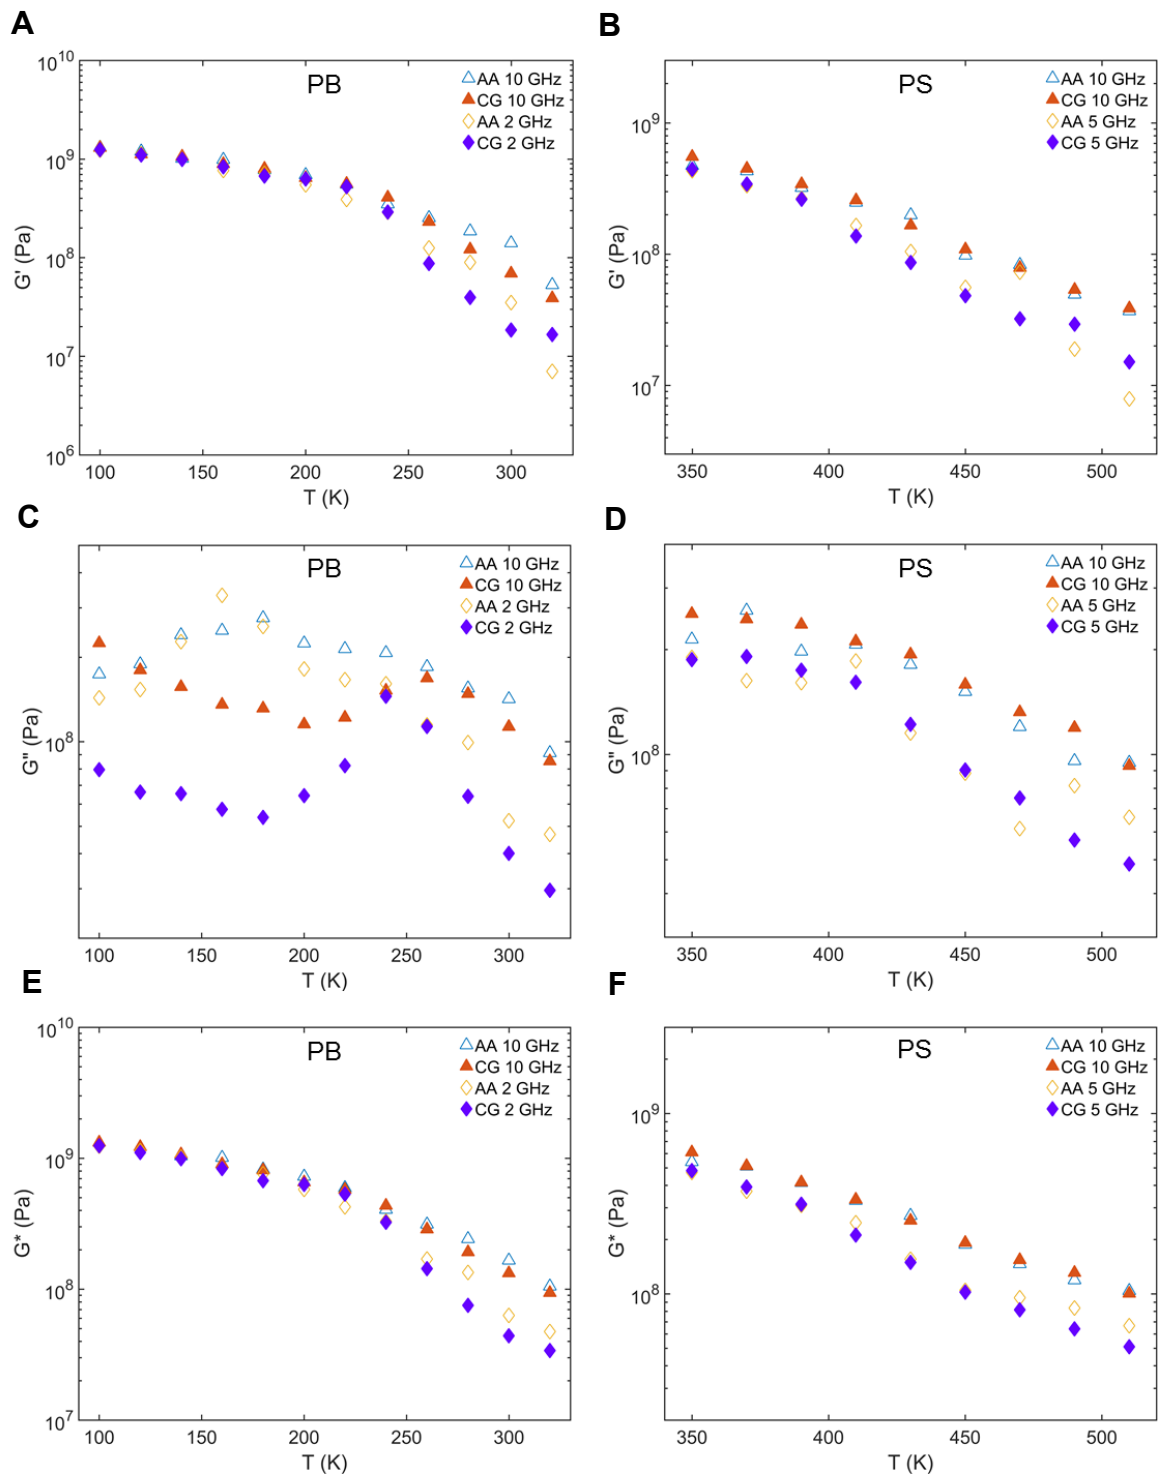 A
PB
AA 10 GHz
CG 10 GHz
AA 2 GHz
CG 2 GHz
10^10
10^9
10^8
10^7
10^6
G' (Pa)
100 150 200 250 300
T (K)
B
PS
AA 10 GHz
CG 10 GHz
AA 5 GHz
CG 5 GHz
10^9
10^8
10^7
G' (Pa)
350 400 450 500
T (K)
C
PB
AA 10 GHz
CG 10 GHz
AA 2 GHz
CG 2 GHz
10^8
G" (Pa)
100 150 200 250 300
T (K)
D
PS
AA 10 GHz
CG 10 GHz
AA 5 GHz
CG 5 GHz
10^8
G" (Pa)
350 400 450 500
T (K)
E
PB
AA 10 GHz
CG 10 GHz
AA 2 GHz
CG 2 GHz
10^10
10^9
10^8
10^7
G* (Pa)
100 150 200 250 300
T (K)
F
PS
AA 10 GHz
CG 10 GHz
AA 5 GHz
CG 5 GHz
10^9
10^8
G* (Pa)
350 400 450 500
T (K)